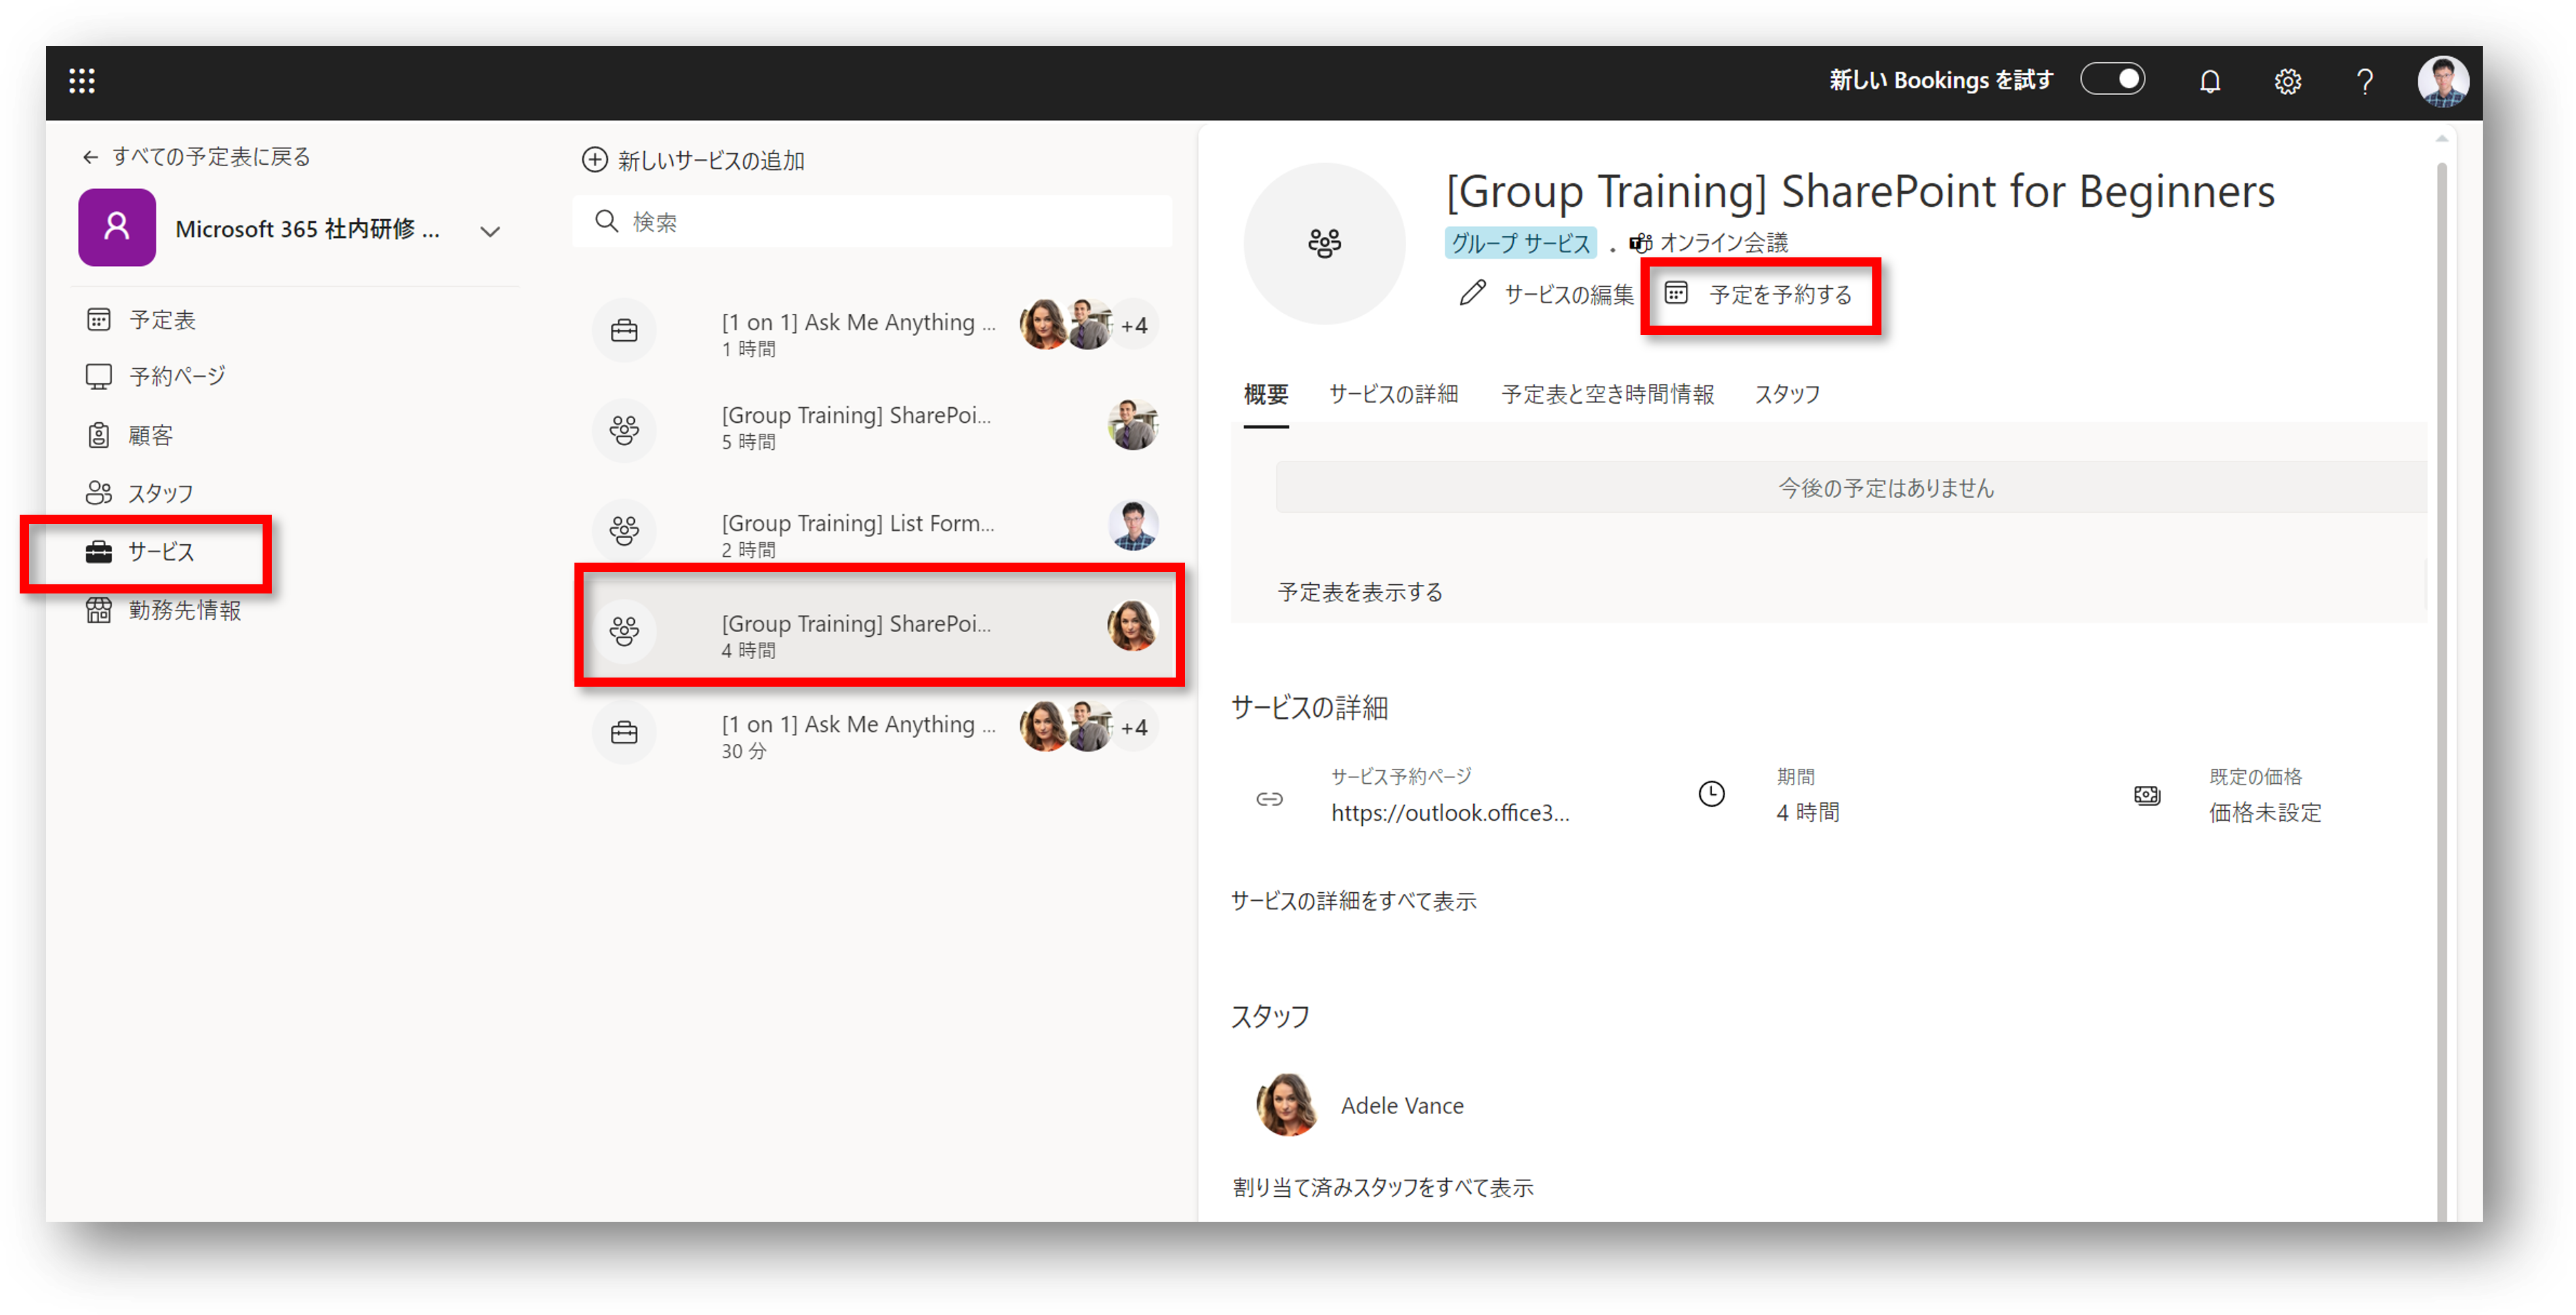 新しい Bookings を試す
すべての予定表に戻る
Microsoft 365 社内研修 ...
予定表
予約ページ
顧客
スタッフ
サービス
勤務先情報
新しいサービスの追加
検索
[1 on 1] Ask Me Anything ...
1 時間
+4
[Group Training] SharePoi...
5 時間
[Group Training] List Form...
2 時間
[Group Training] SharePoi...
4 時間
[1 on 1] Ask Me Anything ...
30 分
+4
[Group Training] SharePoint for Beginners
グループ サービス . オンライン会議
サービスの編集 予定を予約する
概要 サービスの詳細 予定表と空き時間情報 スタッフ
今後の予定はありません
予定表を表示する
サービスの詳細
サービス予約ページ
https://outlook.office3...
期間
4 時間
既定の価格
価格未設定
サービスの詳細をすべて表示
スタッフ
Adele Vance
割り当て済みスタッフをすべて表示